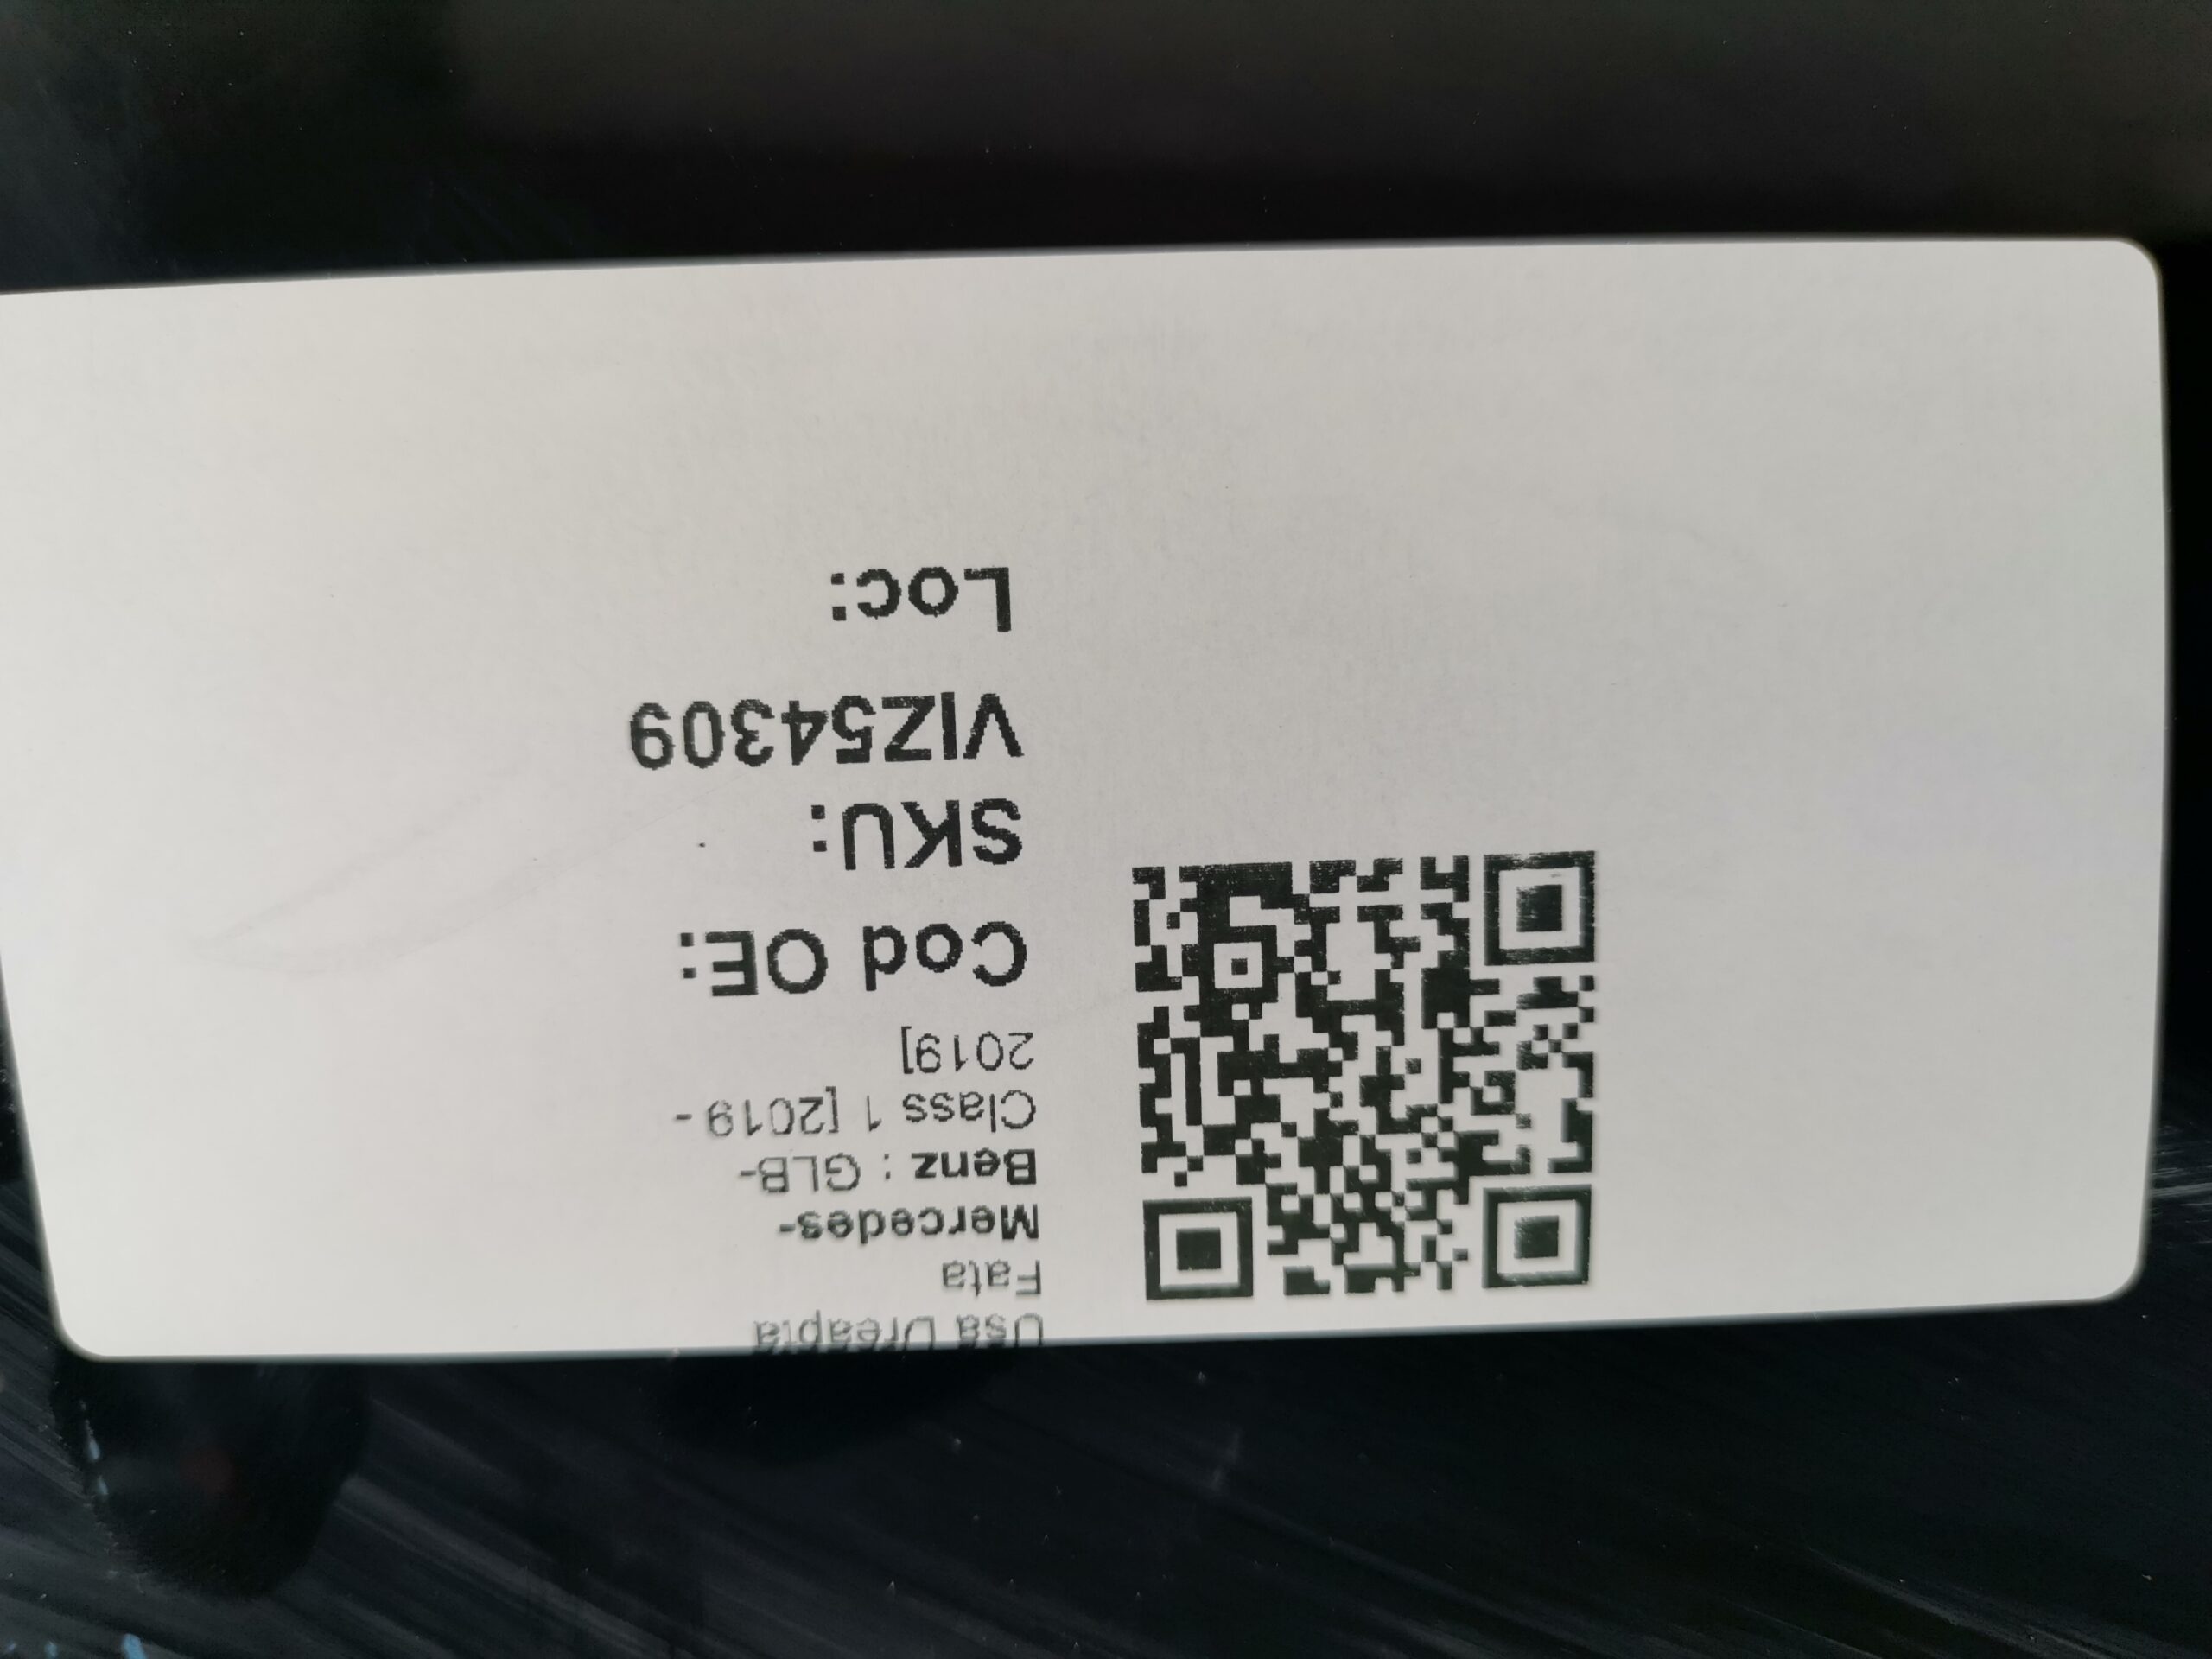 Usa Dreapta
Fata
Mercedes-
Benz : GLB-
Class 1 [2019 -
2019]
Cod OE:
SKU:
VIZ54309
Loc: